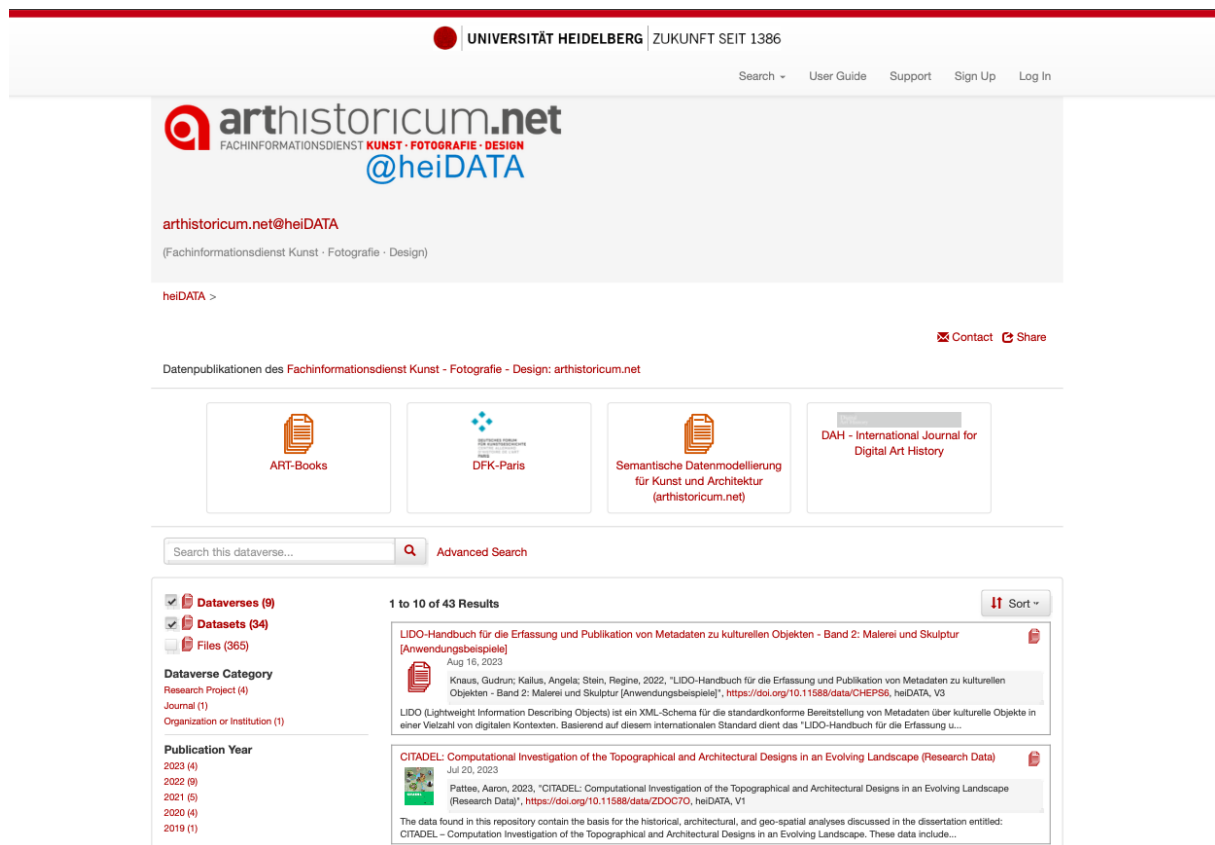 UNIVERSITÄT HEIDELBERG ZUKUNFT SEIT 1386
Search User Guide Support Sign Up Log In
arthistoricum.net
FACHINFORMATIONSDIENST KUNST · FOTOGRAFIE · DESIGN
@heiDATA
arthistoricum.net@heiDATA
(Fachinformationsdienst Kunst · Fotografie · Design)
heiDATA >
Contact Share
Datenpublikationen des Fachinformationsdienst Kunst - Fotografie - Design: arthistoricum.net
ART-Books
DEUTSCHES FORUM
FÜR KUNSTGESCHICHTE
CENTRE ALLEMAND
D'HISTOIRE DE L'ART
PARIS
DFK-Paris
Semantische Datenmodellierung
für Kunst und Architektur
(arthistoricum.net)
DAH - International Journal for
Digital Art History
Search this dataverse...
Advanced Search
Dataverses (9)
Datasets (34)
Files (365)
Dataverse Category
Research Project (4)
Journal (1)
Organization or Institution (1)
Publication Year
2023 (4)
2022 (9)
2021 (5)
2020 (4)
2019 (1)
1 to 10 of 43 Results
Sort
LIDO-Handbuch für die Erfassung und Publikation von Metadaten zu kulturellen Objekten - Band 2: Malerei und Skulptur
[Anwendungsbeispiele]
Aug 16, 2023
Knaus, Gudrun; Kailus, Angela; Stein, Regine, 2022, "LIDO-Handbuch für die Erfassung und Publikation von Metadaten zu kulturellen
Objekten - Band 2: Malerei und Skulptur [Anwendungsbeispiele]", https://doi.org/10.11588/data/CHEPS6, heiDATA, V3
LIDO (Lightweight Information Describing Objects) ist ein XML-Schema für die standardkonforme Bereitstellung von Metadaten über kulturelle Objekte in
einer Vielzahl von digitalen Kontexten. Basierend auf diesem internationalen Standard dient das "LIDO-Handbuch für die Erfassung u...
CITADEL: Computational Investigation of the Topographical and Architectural Designs in an Evolving Landscape (Research Data)
Jul 20, 2023
Pattee, Aaron, 2023, "CITADEL: Computational Investigation of the Topographical and Architectural Designs in an Evolving Landscape
(Research Data)", https://doi.org/10.11588/data/ZDOC7O, heiDATA, V1
The data found in this repository contain the basis for the historical, architectural, and geo-spatial analyses discussed in the dissertation entitled:
CITADEL – Computation Investigation of the Topographical and Architectural Designs in an Evolving Landscape. These data include...